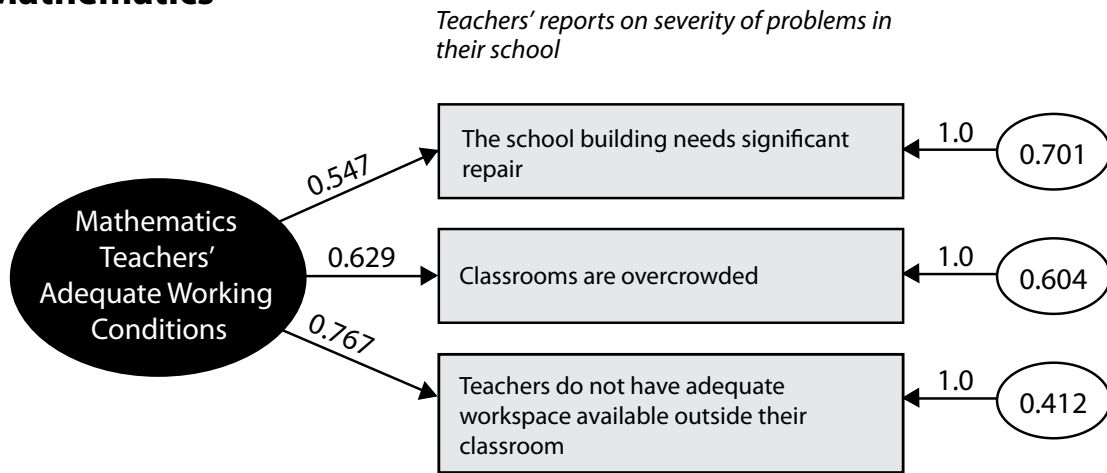 Mathematics
Teachers' reports on severity of problems in
their school
Mathematics
Teachers'
Adequate Working
Conditions
0.547
The school building needs significant
repair
1.0
0.701
0.629
Classrooms are overcrowded
1.0
0.604
0.767
Teachers do not have adequate
workspace available outside their
classroom
1.0
0.412